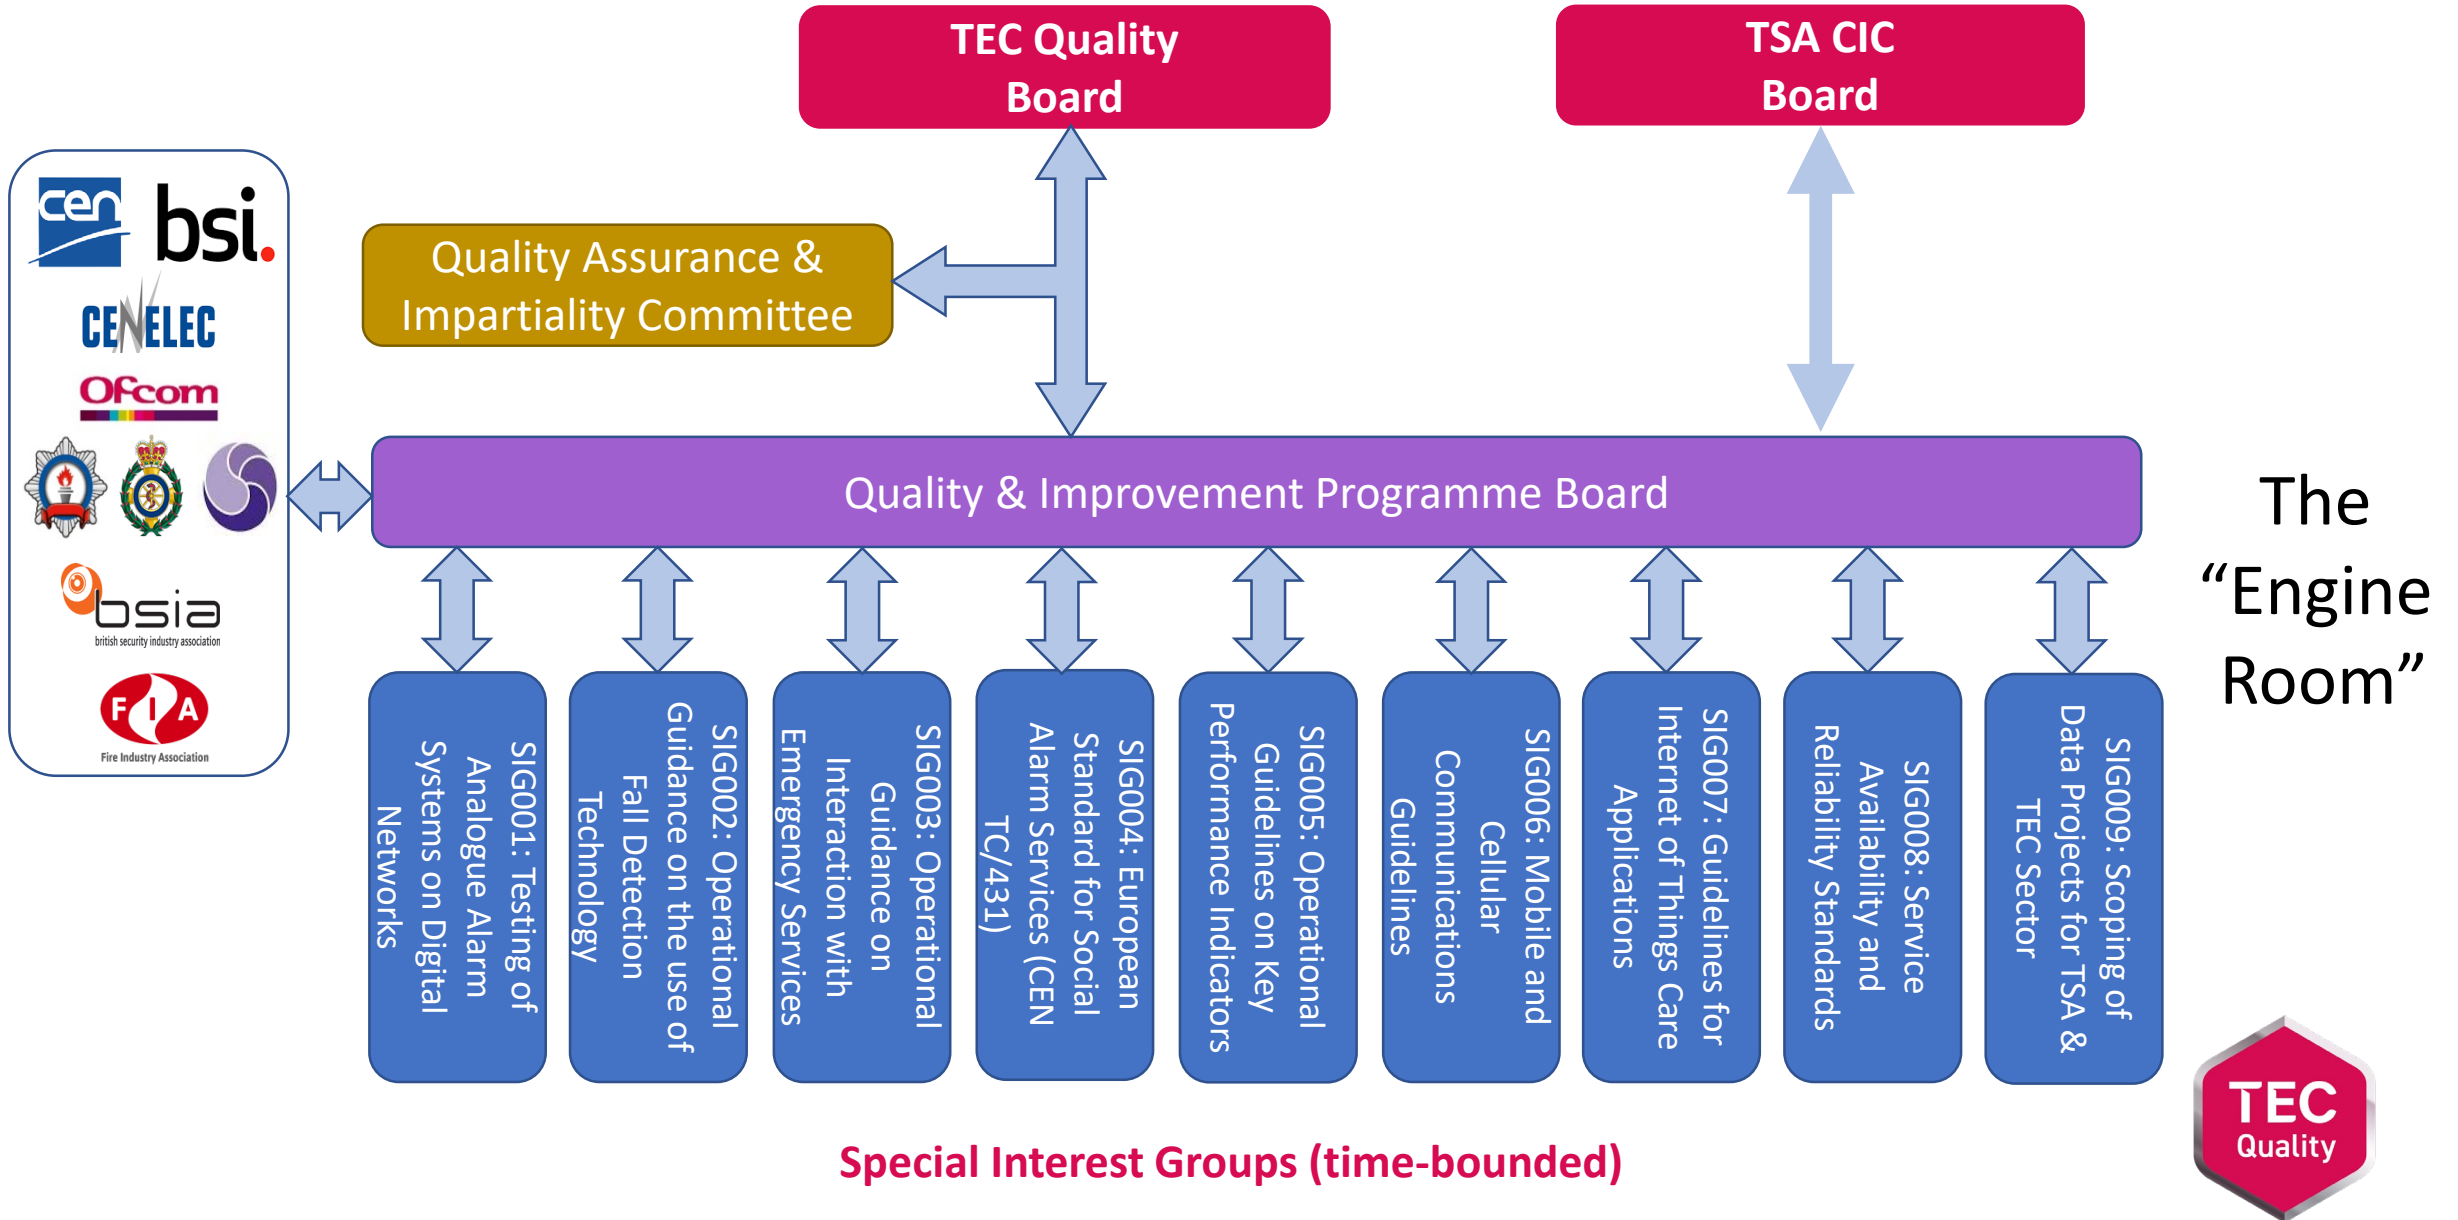 TEC Quality
Board
TSA CIC
Board
cen
bsi.
CENELEC
Ofcom
bsia
british security industry association
FIA
Fire Industry Association
Quality Assurance &
Impartiality Committee
Quality & Improvement Programme Board
The
“Engine
Room”
SIG001: Testing of
Analogue Alarm
Systems on Digital
Networks
SIG002: Operational
Guidance on the use of
Fall Detection
Technology
SIG003: Operational
Guidance on
Interaction with
Emergency Services
SIG004: European
Standard for Social
Alarm Services (CEN
TC/431)
SIG005: Operational
Guidelines on Key
Performance Indicators
SIG006: Mobile and
Cellular
Communications
Guidelines
SIG007: Guidelines for
Internet of Things Care
Applications
SIG008: Service
Availability and
Reliability Standards
SIG009: Scoping of
Data Projects for TSA &
TEC Sector
Special Interest Groups (time-bounded)
TEC
Quality